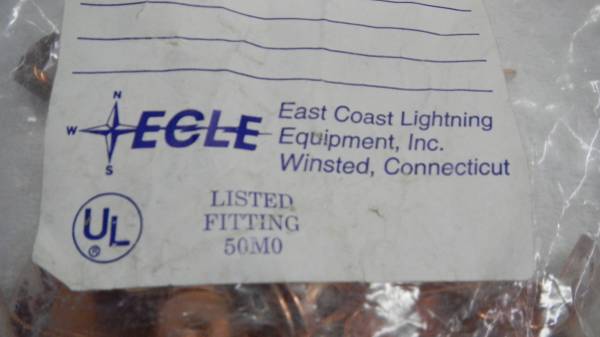 N
W
S
ECLE
East Coast Lightning
Equipment, Inc.
Winsted, Connecticut
UL
®
LISTED
FITTING
50M0